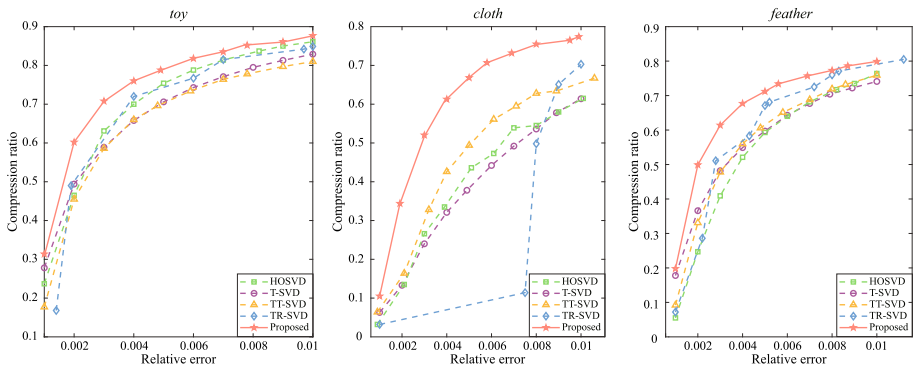 toy
0.9
0.8
0.7
0.6
0.5
0.4
0.3
0.2
0.1
Compression ratio
0.002 0.004 0.006 0.008 0.01
Relative error
HOSVD
T-SVD
TT-SVD
TR-SVD
Proposed
cloth
0.8
0.7
0.6
0.5
0.4
0.3
0.2
0.1
0
Compression ratio
0.002 0.004 0.006 0.008 0.01
Relative error
HOSVD
T-SVD
TT-SVD
TR-SVD
Proposed
feather
0.9
0.8
0.7
0.6
0.5
0.4
0.3
0.2
0.1
0
Compression ratio
0.002 0.004 0.006 0.008 0.01
Relative error
HOSVD
T-SVD
TT-SVD
TR-SVD
Proposed